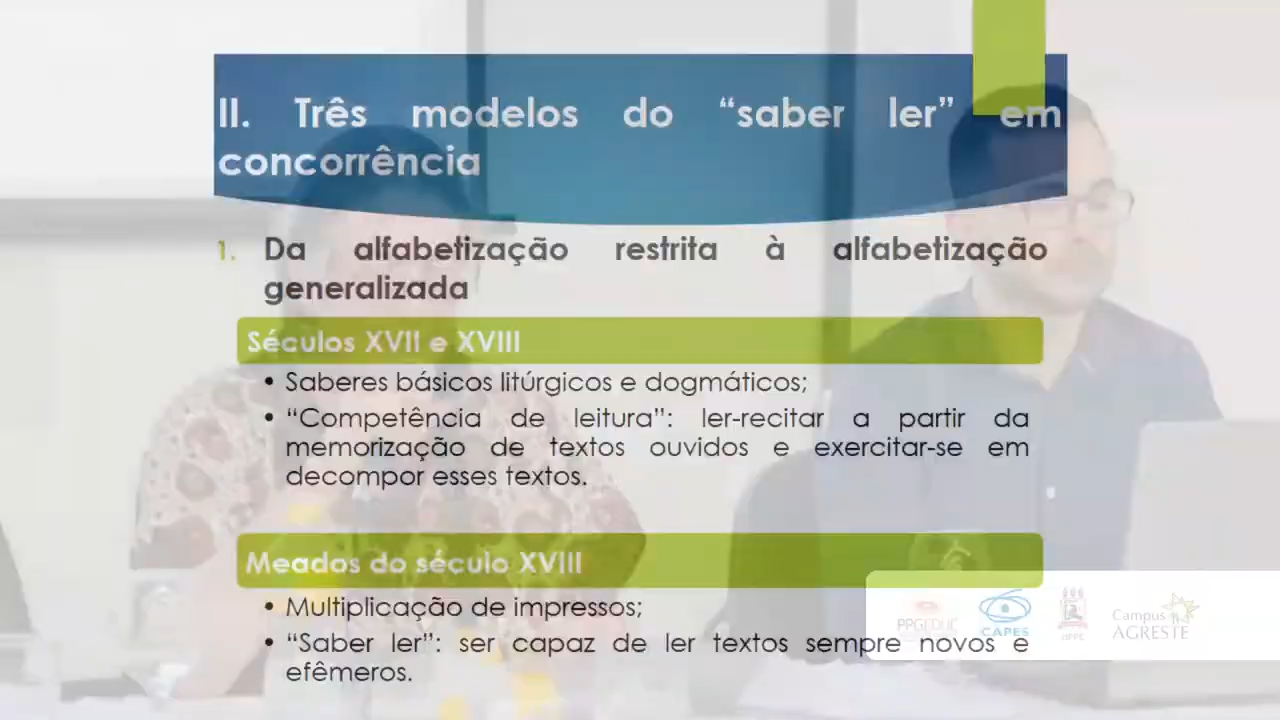 II. Três modelos do “saber ler” em
concorrência
1. Da alfabetização restrita à alfabetização
generalizada
Séculos XVII e XVIII
• Saberes básicos litúrgicos e dogmáticos;
• “Competência de leitura”: ler-recitar a partir da
memorização de textos ouvidos e exercitar-se em
decompor esses textos.
Meados do século XVIII
• Multiplicação de impressos;
• “Saber ler”: ser capaz de ler textos sempre novos e
efêmeros.
PPGEDUC
CAPES
UFPE
Campus
AGRESTE